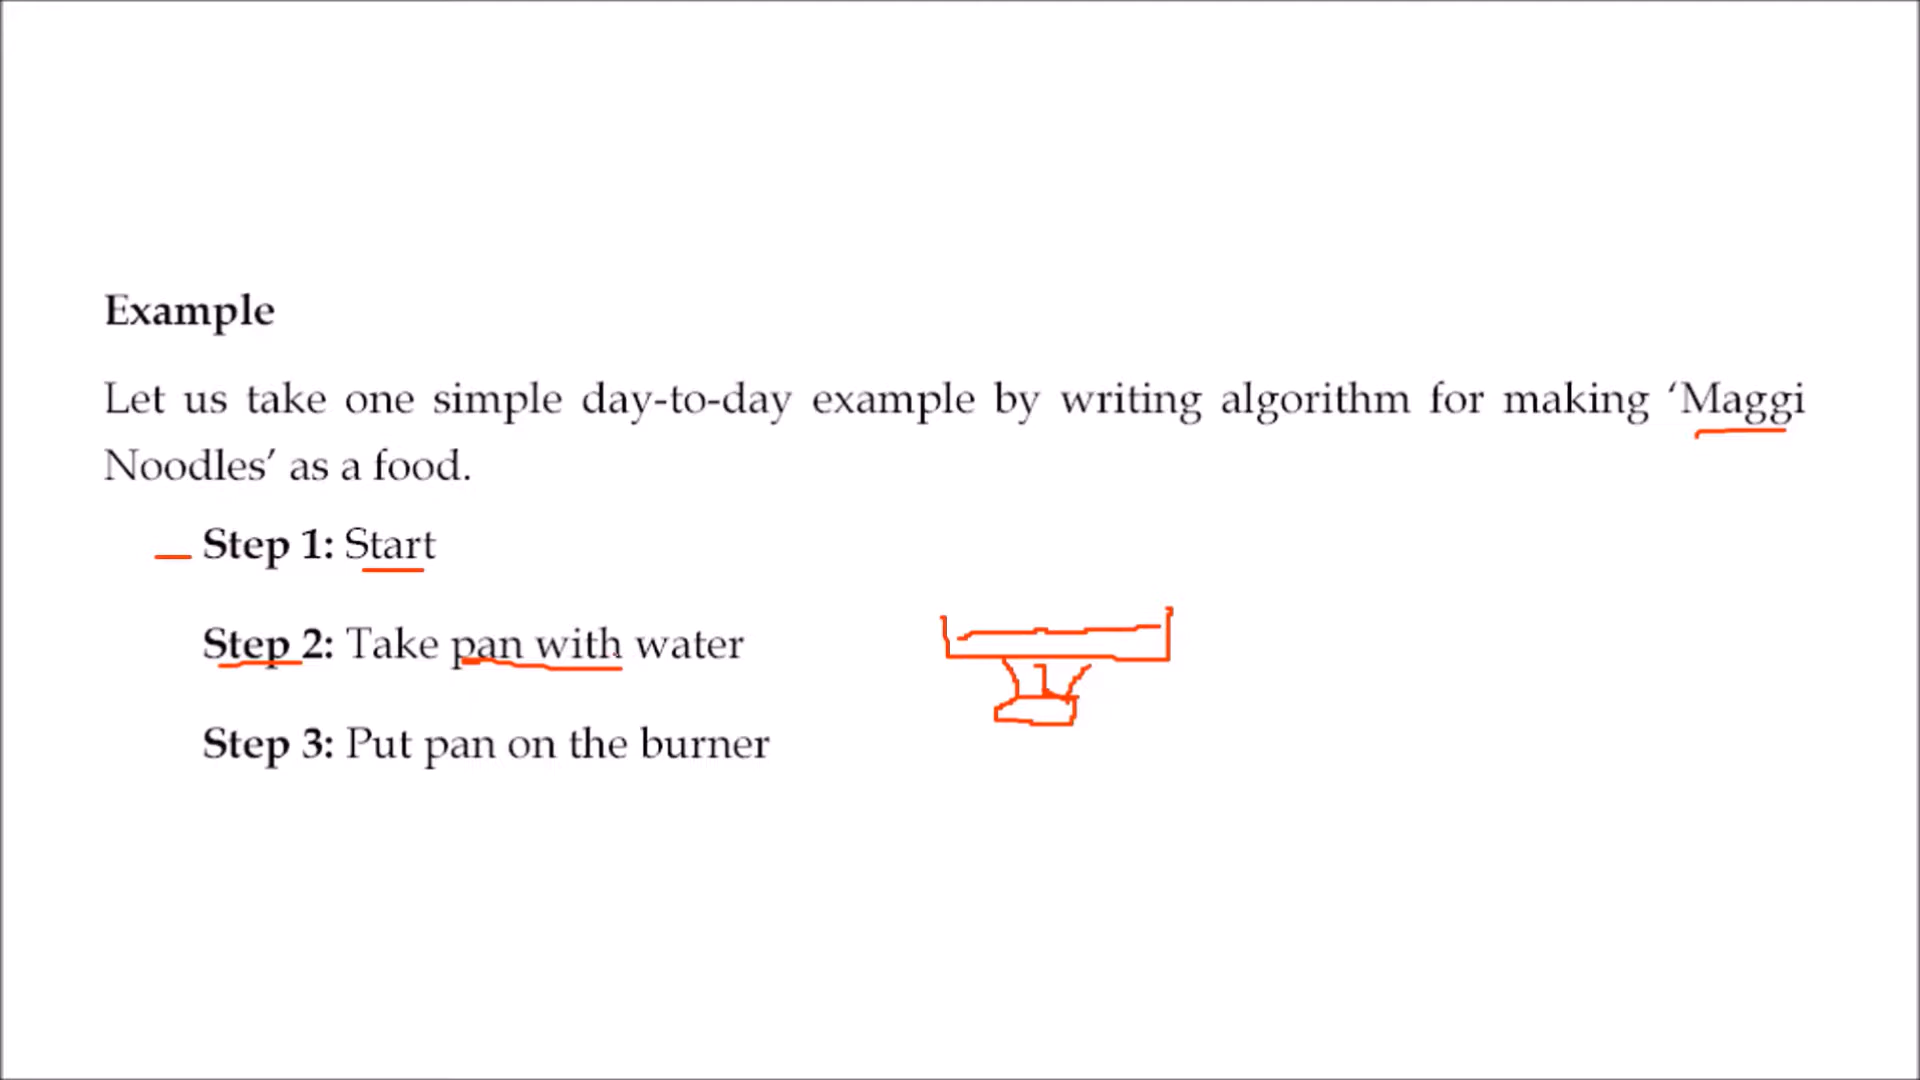 Example
Let us take one simple day-to-day example by writing algorithm for making ‘Maggi
Noodles’ as a food.
Step 1: Start
Step 2: Take pan with water
Step 3: Put pan on the burner